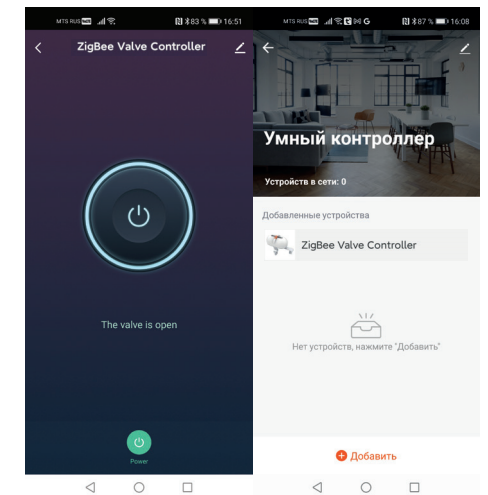 MTS RUS 83 % 16:51
ZigBee Valve Controller
The valve is open
Power
MTS RUS G 87 % 16:08
Умный контроллер
Устройств в сети: 0
Добавленные устройства
ZigBee Valve Controller
Нет устройств, нажмите "Добавить"
Добавить